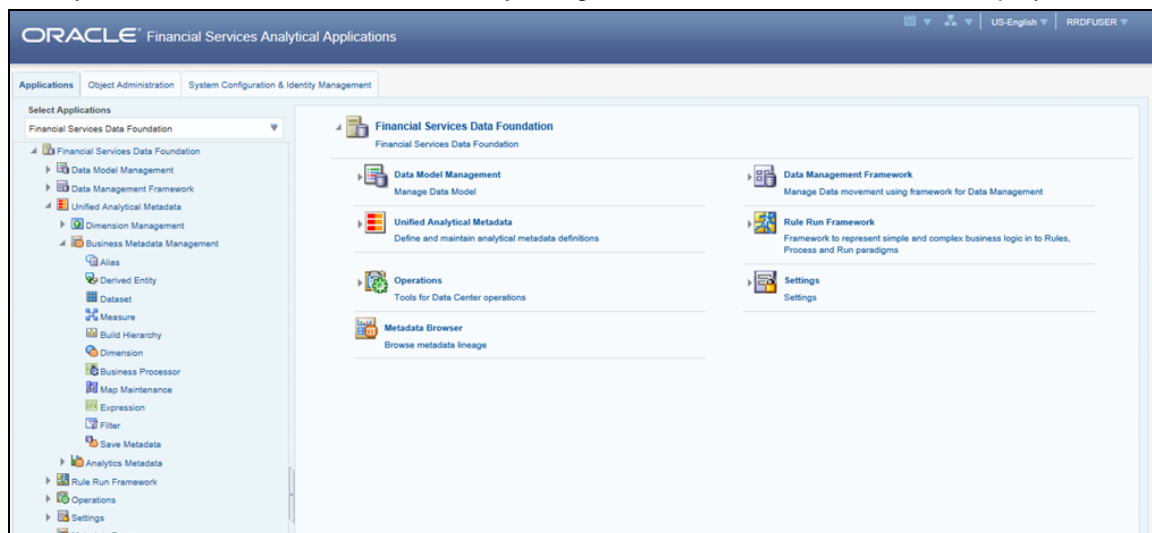 ORACLE Financial Services Analytical Applications
US-English
RRDFUSER
Applications
Object Administration
System Configuration & Identity Management
Select Applications
Financial Services Data Foundation
Financial Services Data Foundation
Data Model Management
Data Management Framework
Unified Analytical Metadata
Dimension Management
Business Metadata Management
Alias
Derived Entity
Dataset
Measure
Build Hierarchy
Dimension
Business Processor
Map Maintenance
Expression
Filter
Save Metadata
Analytics Metadata
Rule Run Framework
Operations
Settings
Financial Services Data Foundation
Financial Services Data Foundation
Data Model Management
Manage Data Model
Data Management Framework
Manage Data movement using framework for Data Management
Unified Analytical Metadata
Define and maintain analytical metadata definitions
Rule Run Framework
Framework to represent simple and complex business logic in to Rules,
Process and Run paradigms
Operations
Tools for Data Center operations
Settings
Settings
Metadata Browser
Browse metadata lineage